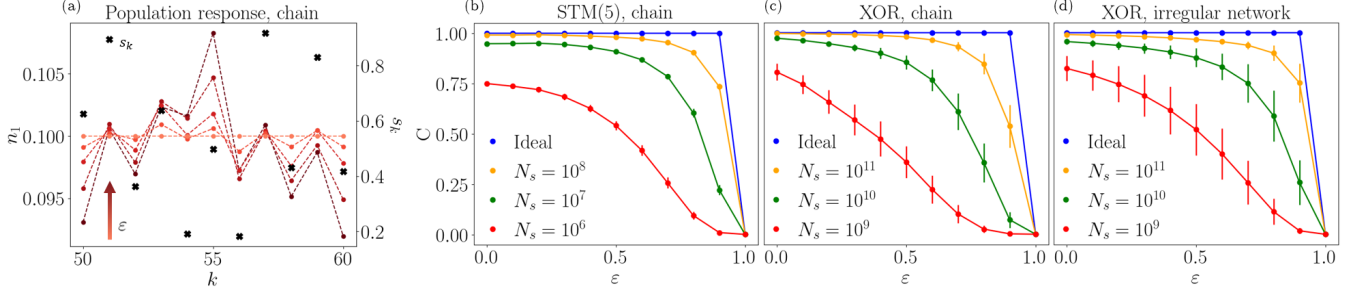 (a) Population response, chain
s_k
0.105
0.100
0.095
n_1
0.8
0.6
0.4
0.2
s_k
ε
50
55
60
k
(b) STM(5), chain
1.00
0.75
0.50
0.25
0.00
C
Ideal
N_s = 10^8
N_s = 10^7
N_s = 10^6
0.0
0.5
1.0
ε
(c) XOR, chain
Ideal
N_s = 10^11
N_s = 10^10
N_s = 10^9
0.0
0.5
1.0
ε
(d) XOR, irregular network
Ideal
N_s = 10^11
N_s = 10^10
N_s = 10^9
0.0
0.5
1.0
ε